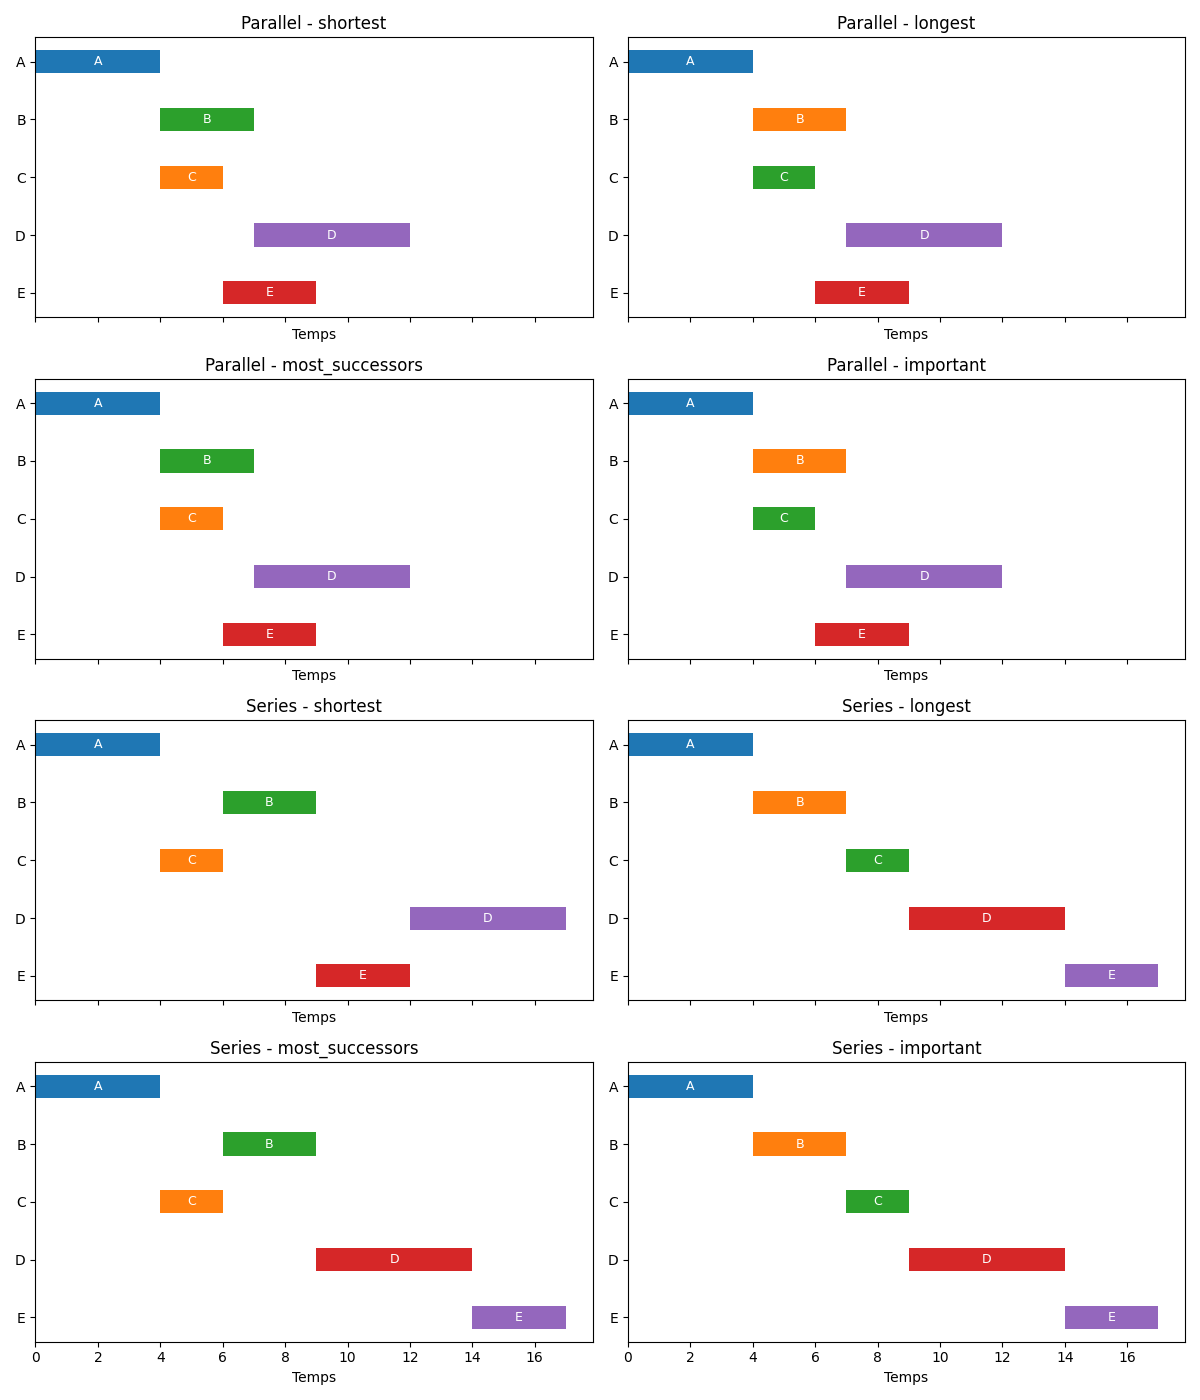 Parallel - shortest
A A
B B
C C
D D
E E
Temps
Parallel - longest
A A
B B
C C
D D
E E
Temps
Parallel - most_successors
A A
B B
C C
D D
E E
Temps
Parallel - important
A A
B B
C C
D D
E E
Temps
Series - shortest
A A
B B
C C
D D
E E
Temps
Series - longest
A A
B B
C C
D D
E E
Temps
Series - most_successors
A A
B B
C C
D D
E E
0 2 4 6 8 10 12 14 16
Temps
Series - important
A A
B B
C C
D D
E E
0 2 4 6 8 10 12 14 16
Temps